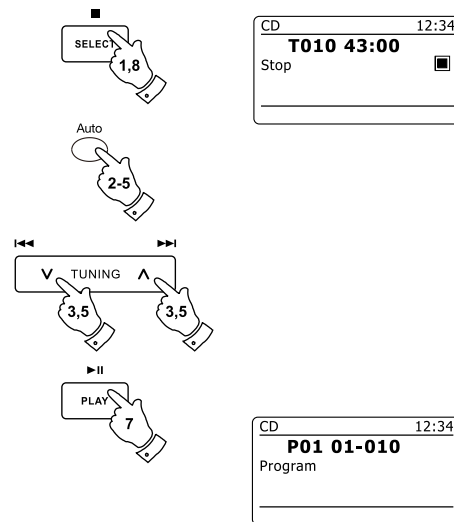 SELECT
1,8
CD 12:34
T010 43:00
Stop
Auto
2-5
TUNING
3,5
3,5
PLAY
7
CD 12:34
P01 01-010
Program